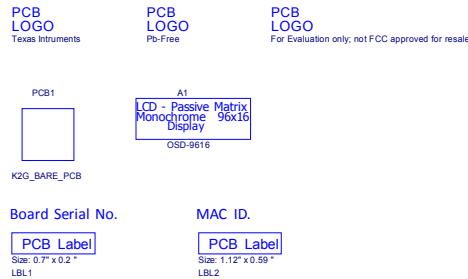 PCB
LOGO
Texas Intruments
PCB
LOGO
Pb-Free
PCB
LOGO
For Evaluation only; not FCC approved for resale
PCB1
K2G_BARE_PCB
A1
LCD - Passive Matrix
Monochrome 96x16
Display
OSD-9616
Board Serial No.
PCB Label
Size: 0.7" x 0.2 "
LBL1
MAC ID.
PCB Label
Size: 1.12" x 0.59 "
LBL2